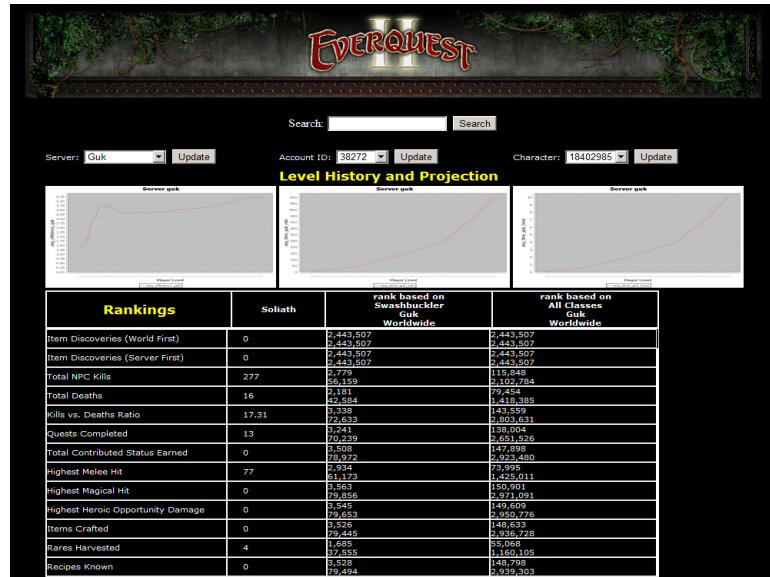 EVERQUEST
II
Search: Search
Server: Guk Update Account ID: 38272 Update Character: 18402985 Update
Level History and Projection
Server guk Server guk Server guk
Player Level Player Level Player Level
Rankings Soliath rank based on Swashbuckler Guk Worldwide rank based on All Classes Guk Worldwide
Item Discoveries (World First) 0 2,443,507 2,443,507
2,443,507 2,443,507
Item Discoveries (Server First) 0 2,443,507 2,443,507
2,443,507 2,443,507
Total NPC Kills 277 2,779 115,848
56,159 2,102,784
Total Deaths 16 2,181 79,454
42,584 1,418,385
Kills vs. Deaths Ratio 17.31 3,338 143,559
72,633 2,803,631
Quests Completed 13 3,241 138,004
70,239 2,651,526
Total Contributed Status Earned 0 3,508 147,898
78,972 2,923,480
Highest Melee Hit 77 2,934 73,995
61,173 1,425,011
Highest Magical Hit 0 3,563 150,901
79,856 2,971,091
Highest Heroic Opportunity Damage 0 3,545 149,609
79,653 2,950,776
Items Crafted 0 3,526 148,633
79,445 2,936,728
Rares Harvested 4 1,685 55,068
37,555 1,160,105
Recipes Known 0 3,528 148,798
79,494 2,939,303